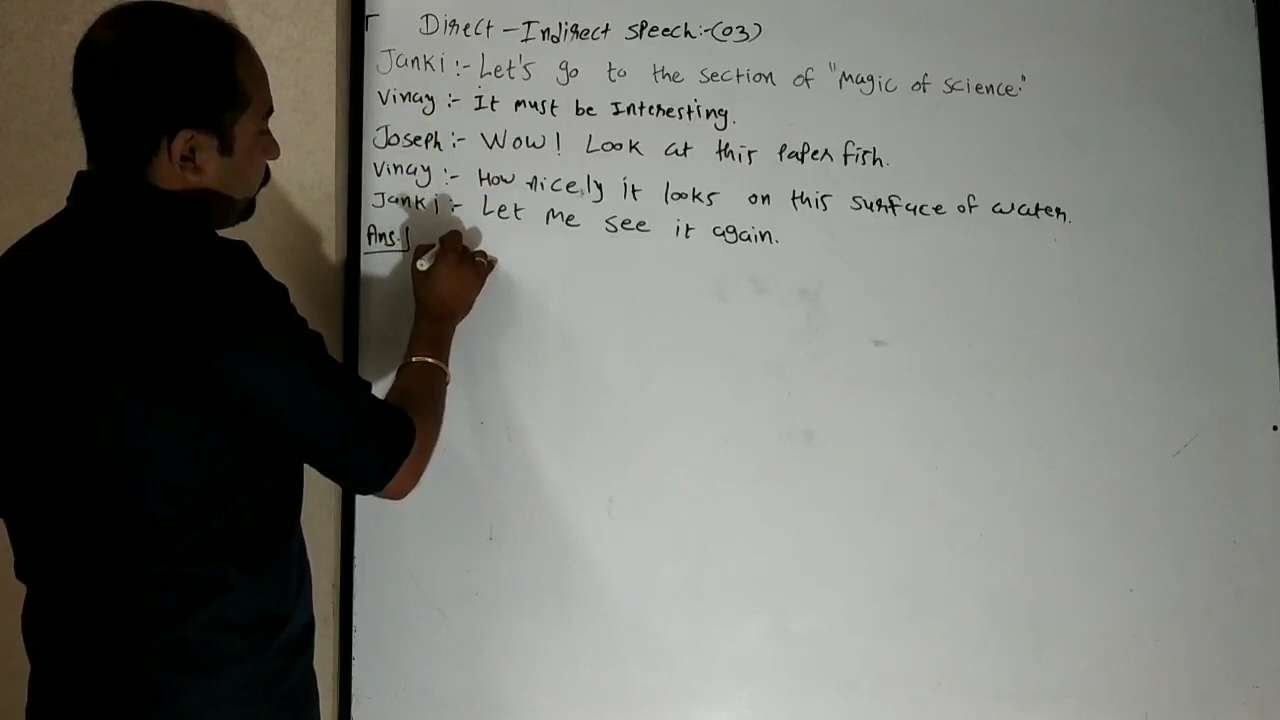 Direct - Indirect speech:-(03)
Janki :- Let's go to the section of "magic of science."
Vinay :- It must be Interesting.
Joseph :- Wow! Look at this paper fish.
Vinay :- How nicely it looks on this surface of water.
Janki :- Let me see it again.
Ans.]